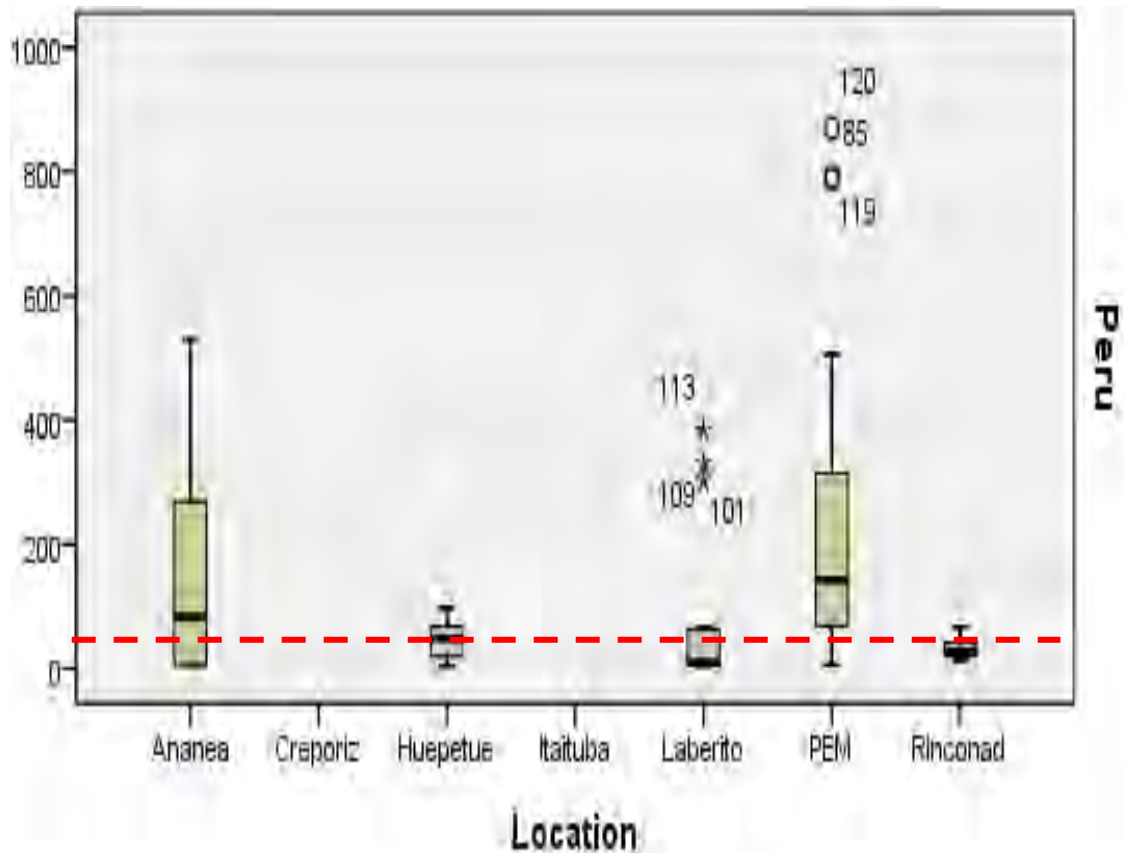 1000
800
600
400
200
0
120
85
119
113
109
101
Ananea
Creporiz
Huepetue
Itaituba
Laberito
PEM
Rinconad
Location
Peru